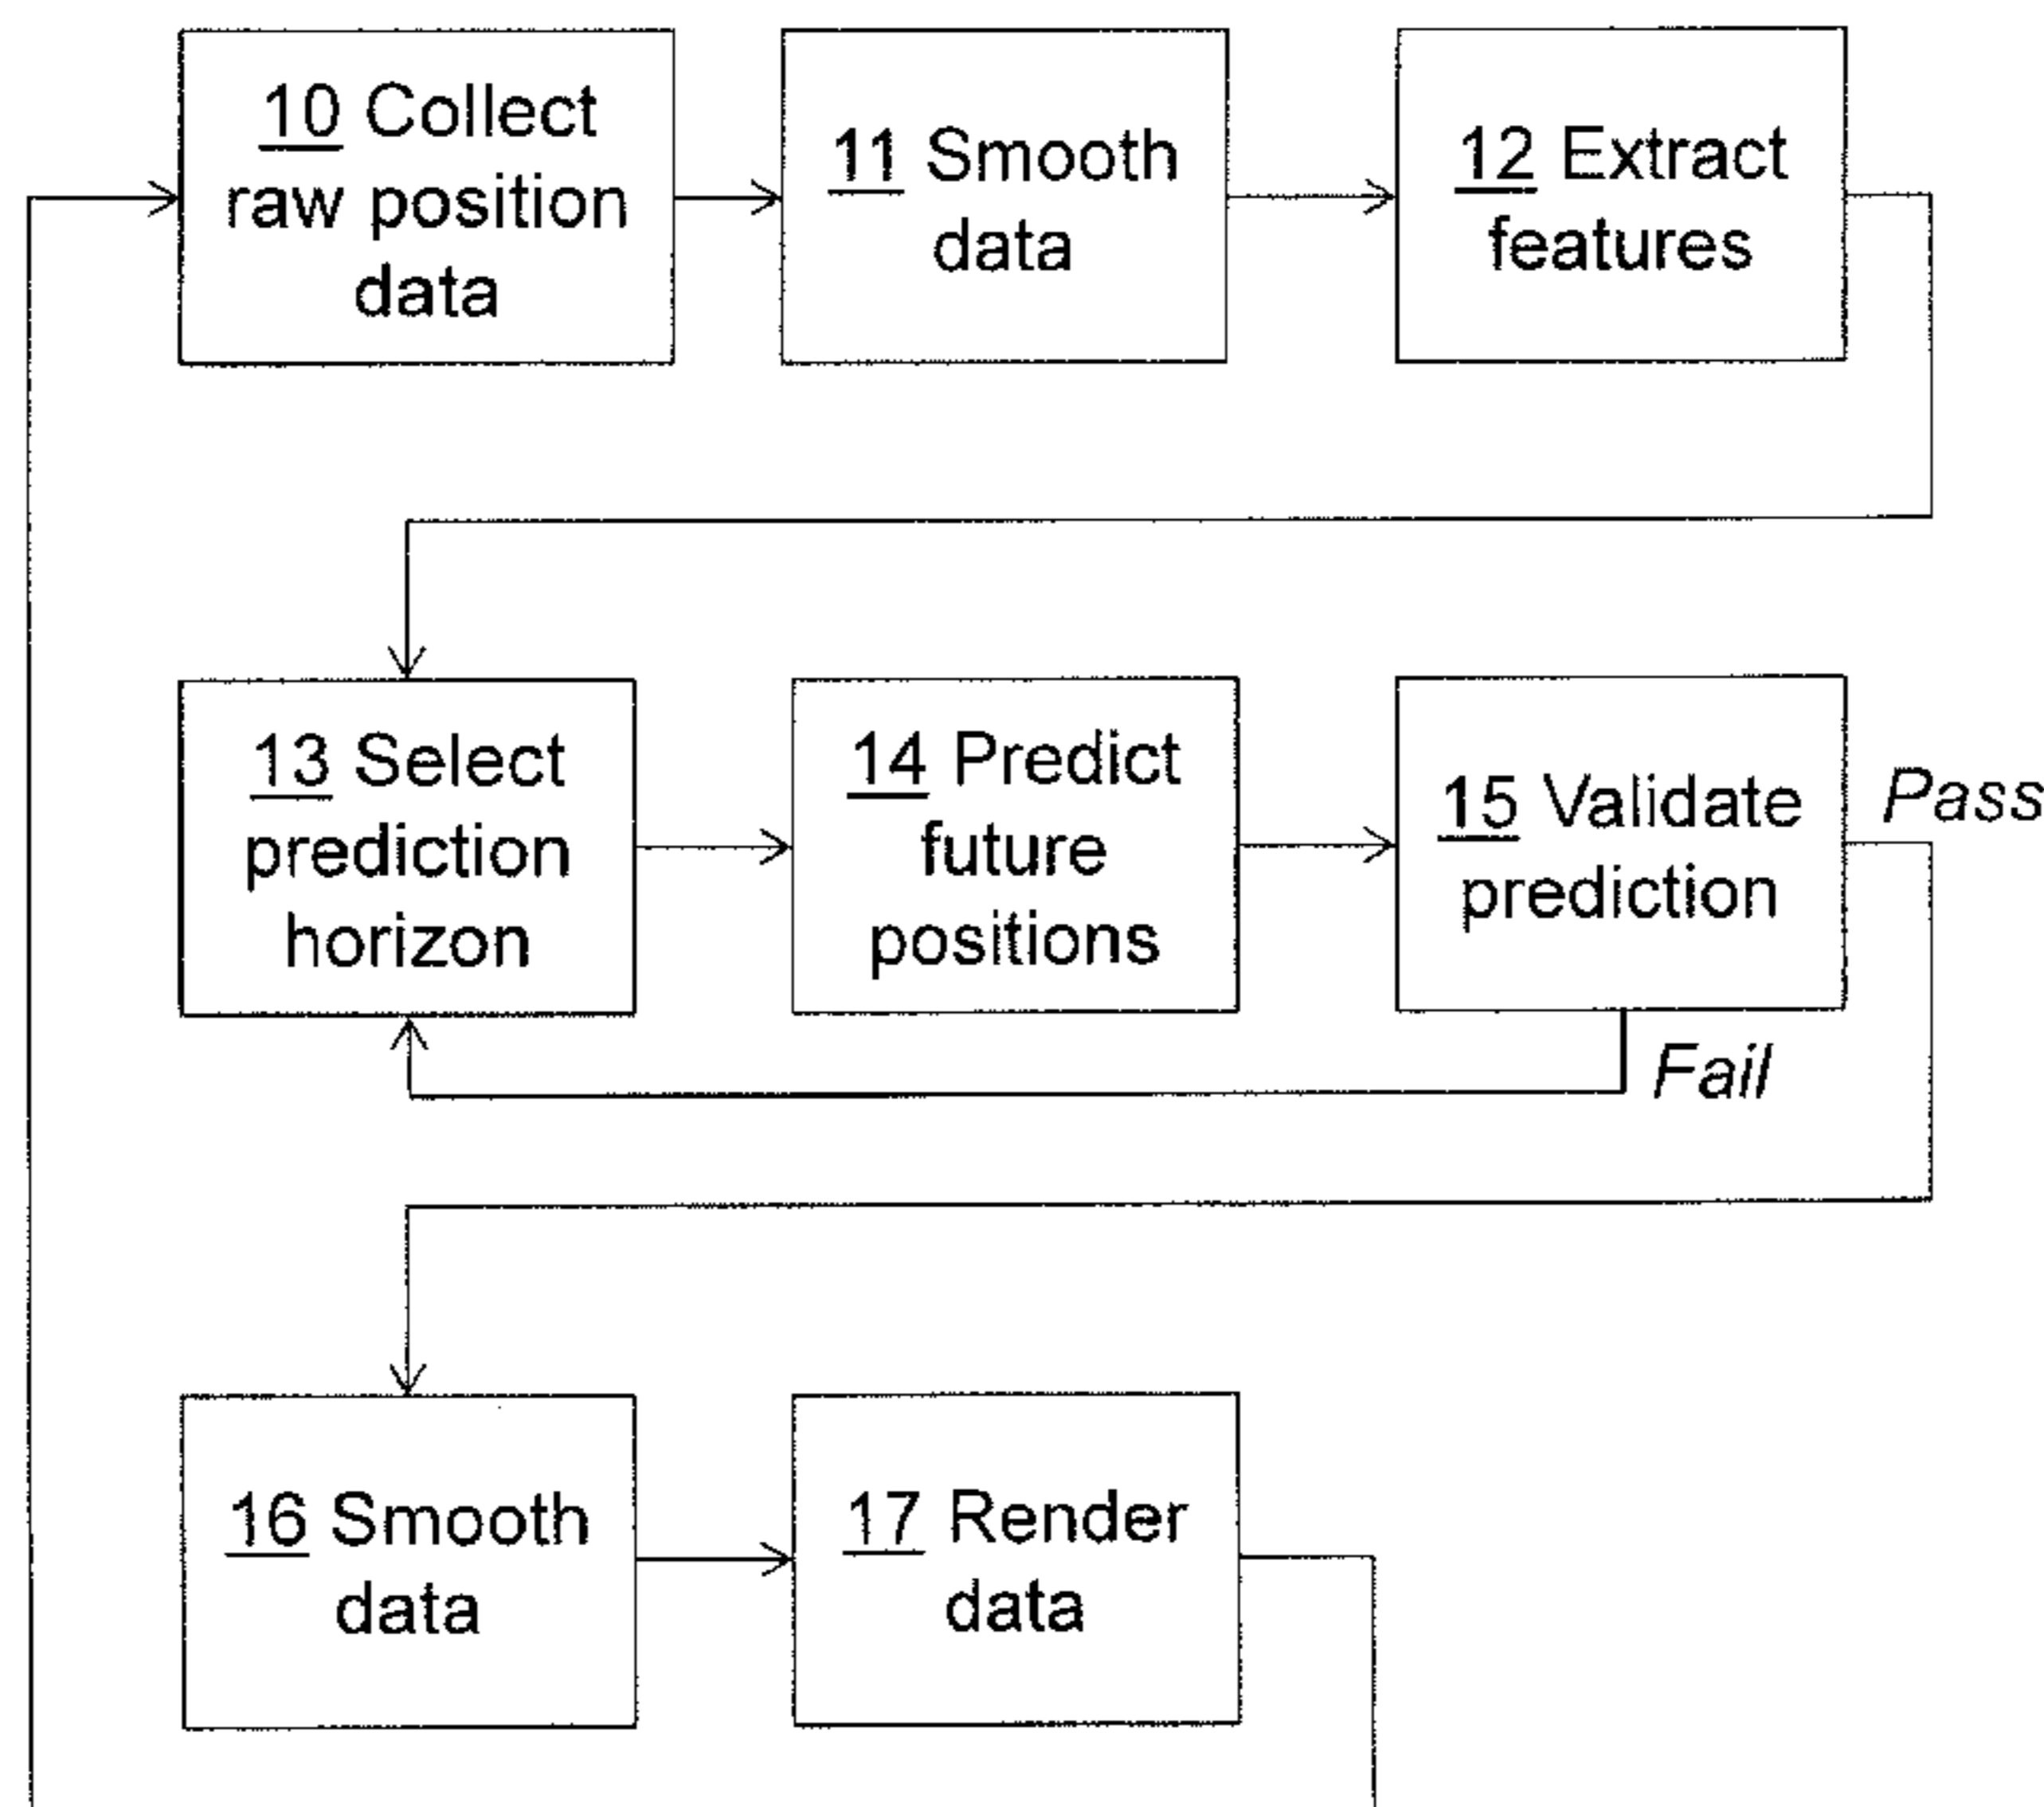 10 Collect
raw position
data
11 Smooth
data
12 Extract
features
13 Select
prediction
horizon
14 Predict
future
positions
15 Validate
prediction
Pass
Fail
16 Smooth
data
17 Render
data